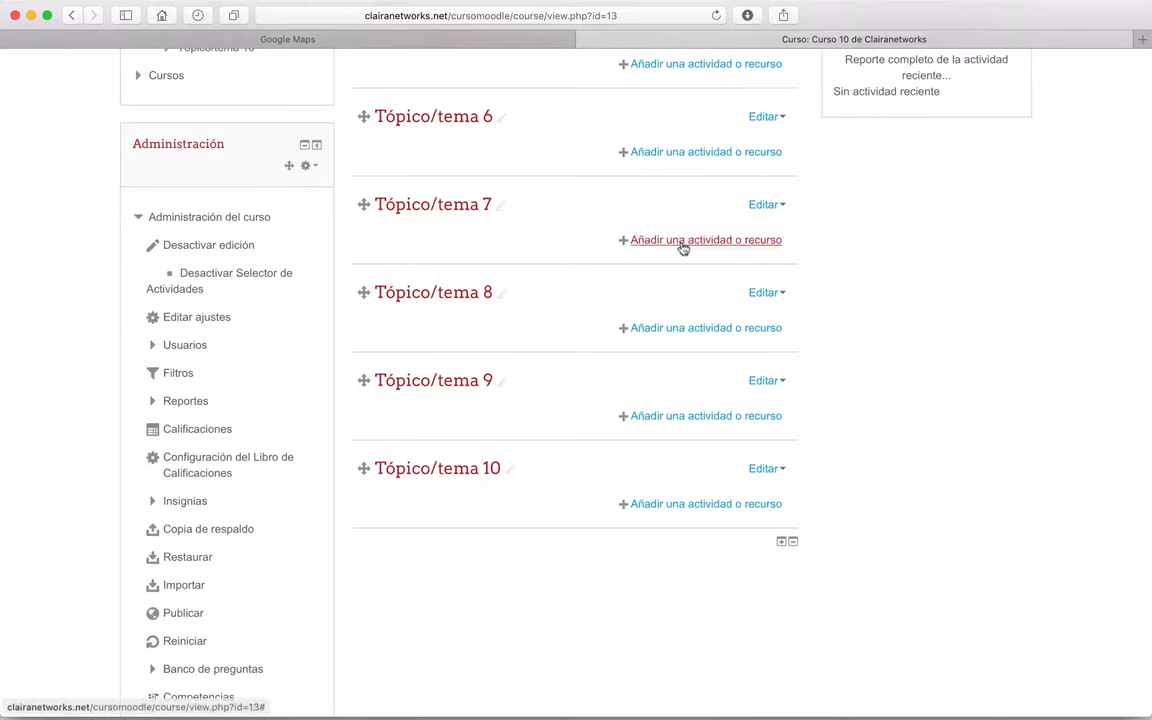 clairanetworks.net/cursomoodle/course/view.php?id=13
Google Maps
Curso: Curso 10 de Clairanetworks
Cursos
Administración
Administración del curso
Desactivar edición
Desactivar Selector de
Actividades
Editar ajustes
Usuarios
Filtros
Reportes
Calificaciones
Configuración del Libro de
Calificaciones
Insignias
Copia de respaldo
Restaurar
Importar
Publicar
Reiniciar
Banco de preguntas
Competencias
Añadir una actividad o recurso
Tópico/tema 6
Editar
Añadir una actividad o recurso
Tópico/tema 7
Editar
Añadir una actividad o recurso
Tópico/tema 8
Editar
Añadir una actividad o recurso
Tópico/tema 9
Editar
Añadir una actividad o recurso
Tópico/tema 10
Editar
Añadir una actividad o recurso
Reporte completo de la actividad
reciente...
Sin actividad reciente
clairanetworks.net/cursomoodle/course/view.php?id=13#